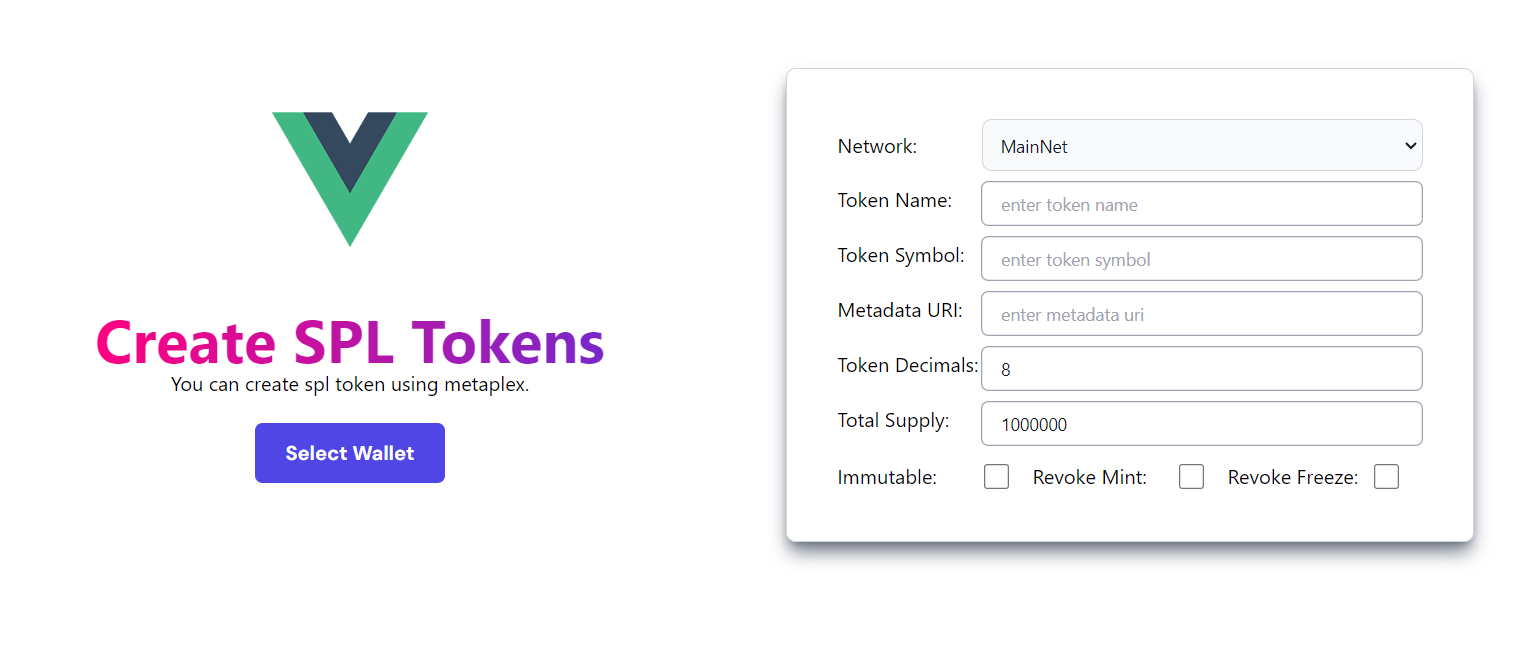 Create SPL Tokens
You can create spl token using metaplex.
Select Wallet
Network: MainNet
Token Name: enter token name
Token Symbol: enter token symbol
Metadata URI: enter metadata uri
Token Decimals: 8
Total Supply: 1000000
Immutable: Revoke Mint: Revoke Freeze: